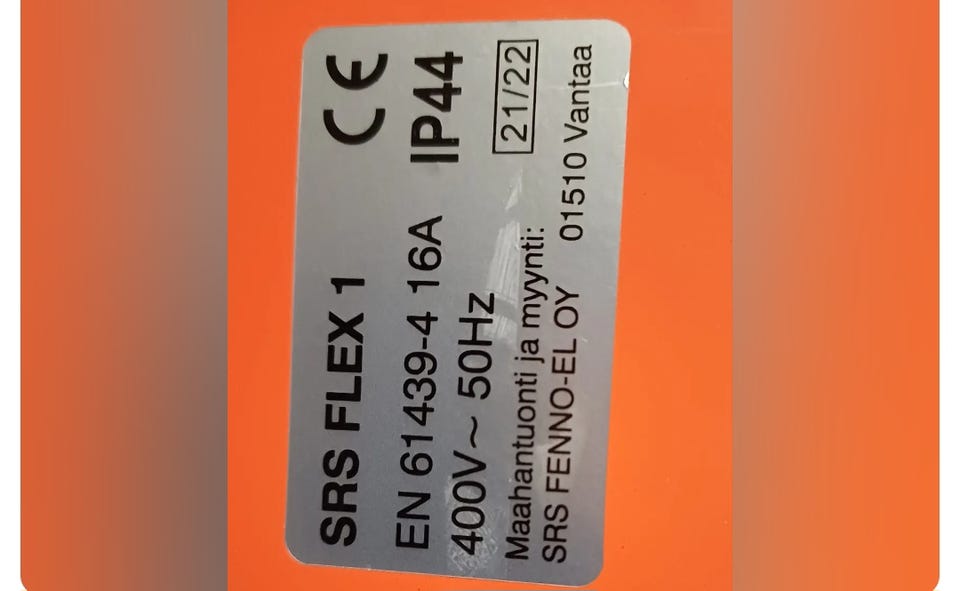 SRS FLEX 1 CE
EN 61439-4 16A IP44
400V~ 50Hz
21/22
Maahantuonti ja myynti:
SRS FENNO-EL OY 01510 Vantaa